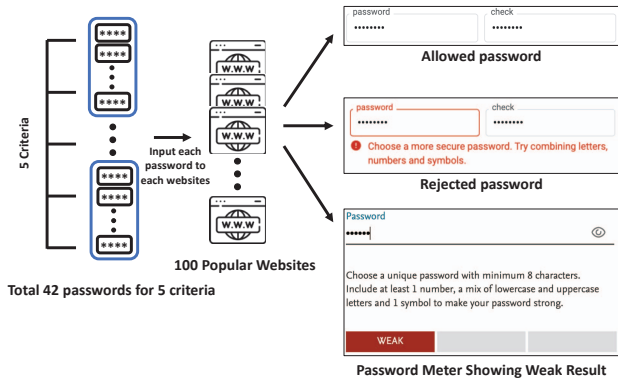 5 Criteria
****
****
****
****
****
****
Total 42 passwords for 5 criteria
Input each
password to
each websites
W.W.W
W.W.W
W.W.W
W.W.W
100 Popular Websites
password
••••••••
check
••••••••
Allowed password
password
••••••••
check
••••••••
Choose a more secure password. Try combining letters,
numbers and symbols.
Rejected password
Password
••••••
Choose a unique password with minimum 8 characters.
Include at least 1 number, a mix of lowercase and uppercase
letters and 1 symbol to make your password strong.
WEAK
Password Meter Showing Weak Result